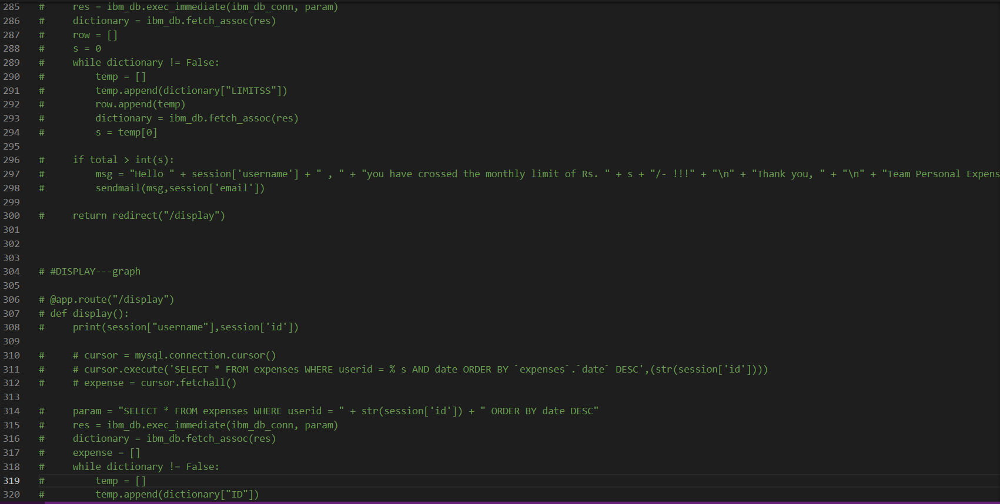 285 #     res = ibm_db.exec_immediate(ibm_db_conn, param)
286 #     dictionary = ibm_db.fetch_assoc(res)
287 #     row = []
288 #     s = 0
289 #     while dictionary != False:
290 #         temp = []
291 #         temp.append(dictionary["LIMITSS"])
292 #         row.append(temp)
293 #         dictionary = ibm_db.fetch_assoc(res)
294 #         s = temp[0]
295
296 #     if total > int(s):
297 #         msg = "Hello " + session['username'] + " , " + "you have crossed the monthly limit of Rs. " + s + "/- !!!" + "\n" + "Thank you, " + "\n" + "Team Personal Expens
298 #         sendmail(msg,session['email'])
299
300 #     return redirect("/display")
301
302
303
304 # #DISPLAY---graph
305
306 # @app.route("/display")
307 # def display():
308 #     print(session["username"],session['id'])
309
310 #     # cursor = mysql.connection.cursor()
311 #     # cursor.execute('SELECT * FROM expenses WHERE userid = % s AND date ORDER BY `expenses`.`date` DESC',(str(session['id'])))
312 #     # expense = cursor.fetchall()
313
314 #     param = "SELECT * FROM expenses WHERE userid = " + str(session['id']) + " ORDER BY date DESC"
315 #     res = ibm_db.exec_immediate(ibm_db_conn, param)
316 #     dictionary = ibm_db.fetch_assoc(res)
317 #     expense = []
318 #     while dictionary != False:
319 #         temp = []
320 #         temp.append(dictionary["ID"])